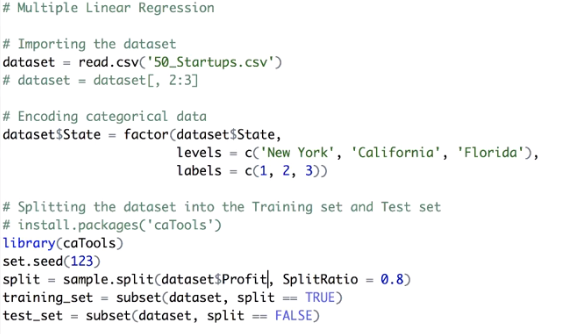 # Multiple Linear Regression
# Importing the dataset
dataset = read.csv('50_Startups.csv')
# dataset = dataset[, 2:3]
# Encoding categorical data
dataset$State = factor(dataset$State,
levels = c('New York', 'California', 'Florida'),
labels = c(1, 2, 3))
# Splitting the dataset into the Training set and Test set
# install.packages('caTools')
library(caTools)
set.seed(123)
split = sample.split(dataset$Profit, SplitRatio = 0.8)
training_set = subset(dataset, split == TRUE)
test_set = subset(dataset, split == FALSE)